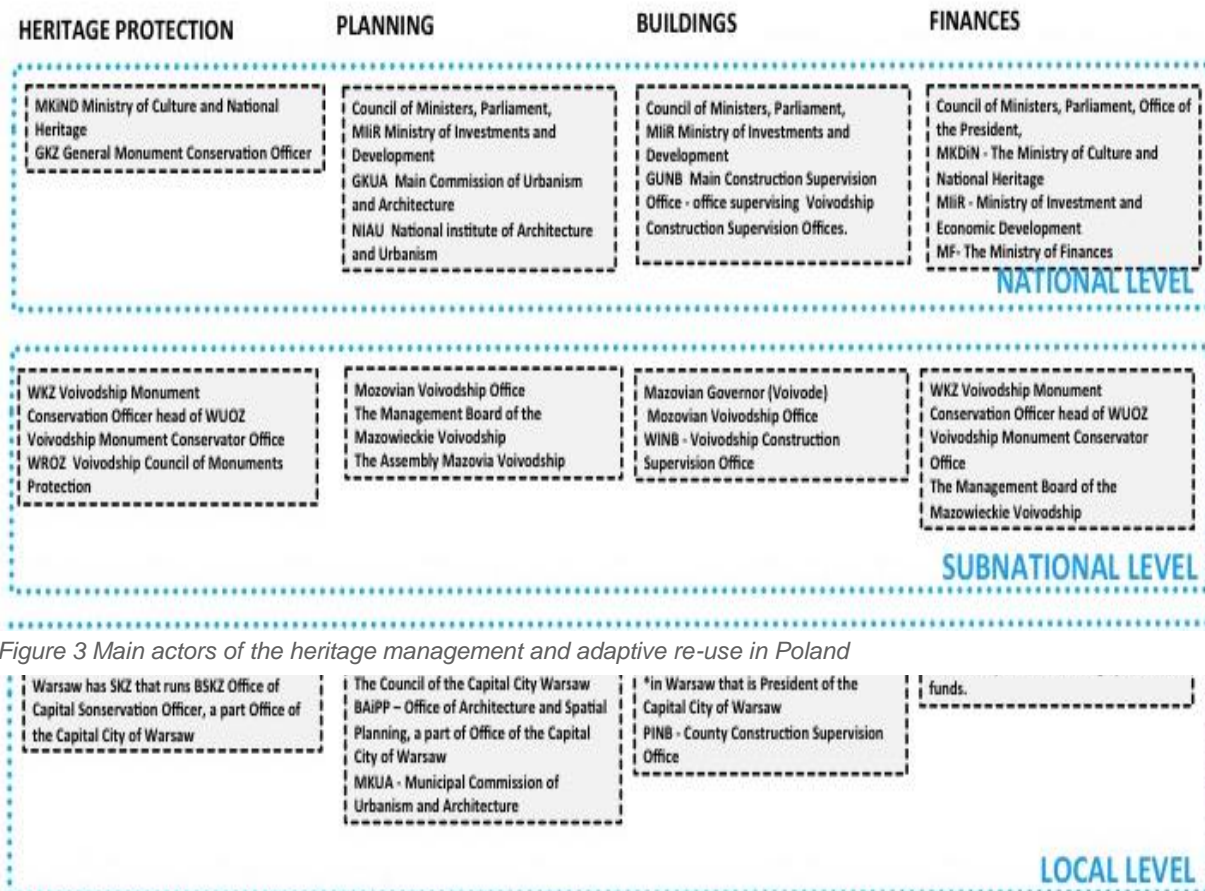 HERITAGE PROTECTION
PLANNING
BUILDINGS
FINANCES
MKiND Ministry of Culture and National
Heritage
GKZ General Monument Conservation Officer
Council of Ministers, Parliament,
MIiR Ministry of Investments and
Development
GKUA Main Commission of Urbanism
and Architecture
NIAU National institute of Architecture
and Urbanism
Council of Ministers, Parliament,
MIiR Ministry of Investments and
Development
GUNB Main Construction Supervision
Office - office supervising Voivodship
Construction Supervision Offices.
Council of Ministers, Parliament, Office of
the President,
MKDiN - The Ministry of Culture and
National Heritage
MIiR - Ministry of Investment and
Economic Development
MF- The Ministry of Finances
NATIONAL LEVEL
WKZ Voivodship Monument
Conservation Officer head of WUOZ
Voivodship Monument Conservator Office
WROZ Voivodship Council of Monuments
Protection
Mozovian Voivodship Office
The Management Board of the
Mazowieckie Voivodship
The Assembly Mazovia Voivodship
Mazovian Governor (Voivode)
Mozovian Voivodship Office
WINB - Voivodship Construction
Supervision Office
WKZ Voivodship Monument
Conservation Officer head of WUOZ
Voivodship Monument Conservator
Office
The Management Board of the
Mazowieckie Voivodship
SUBNATIONAL LEVEL
Figure 3 Main actors of the heritage management and adaptive re-use in Poland
Warsaw has SKZ that runs BSKZ Office of
Capital Sonservation Officer, a part Office of
the Capital City of Warsaw
The Council of the Capital City Warsaw
BAiPP – Office of Architecture and Spatial
Planning, a part of Office of the Capital
City of Warsaw
MKUA - Municipal Commission of
Urbanism and Architecture
*in Warsaw that is President of the
Capital City of Warsaw
PINB - County Construction Supervision
Office
funds.
LOCAL LEVEL